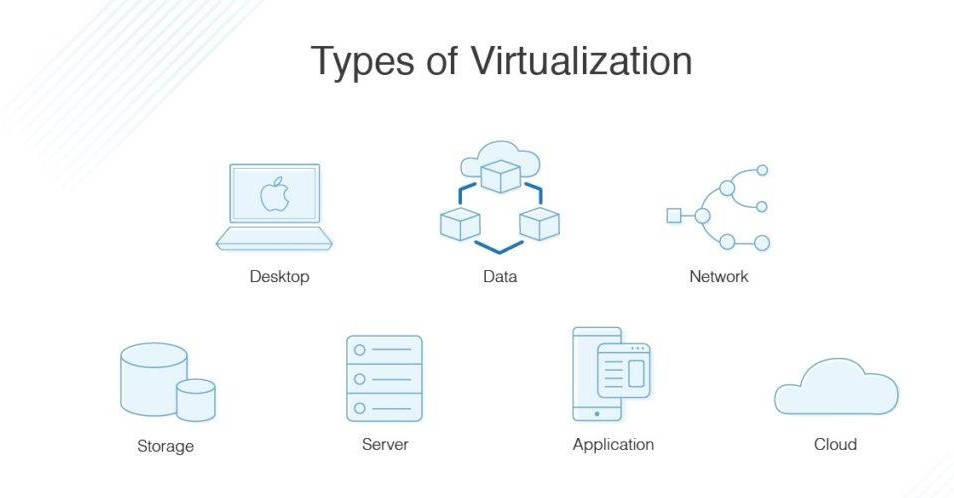 Types of Virtualization
Desktop
Data
Network
Storage
Server
Application
Cloud